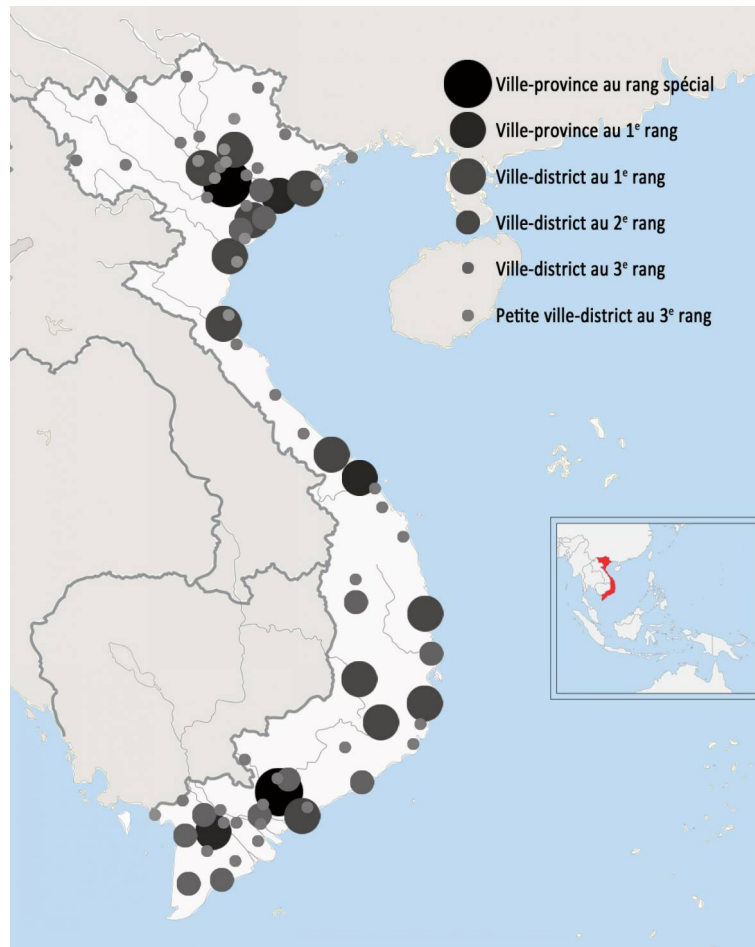 Ville-province au rang spécial
Ville-province au 1e rang
Ville-district au 1e rang
Ville-district au 2e rang
Ville-district au 3e rang
Petite ville-district au 3e rang